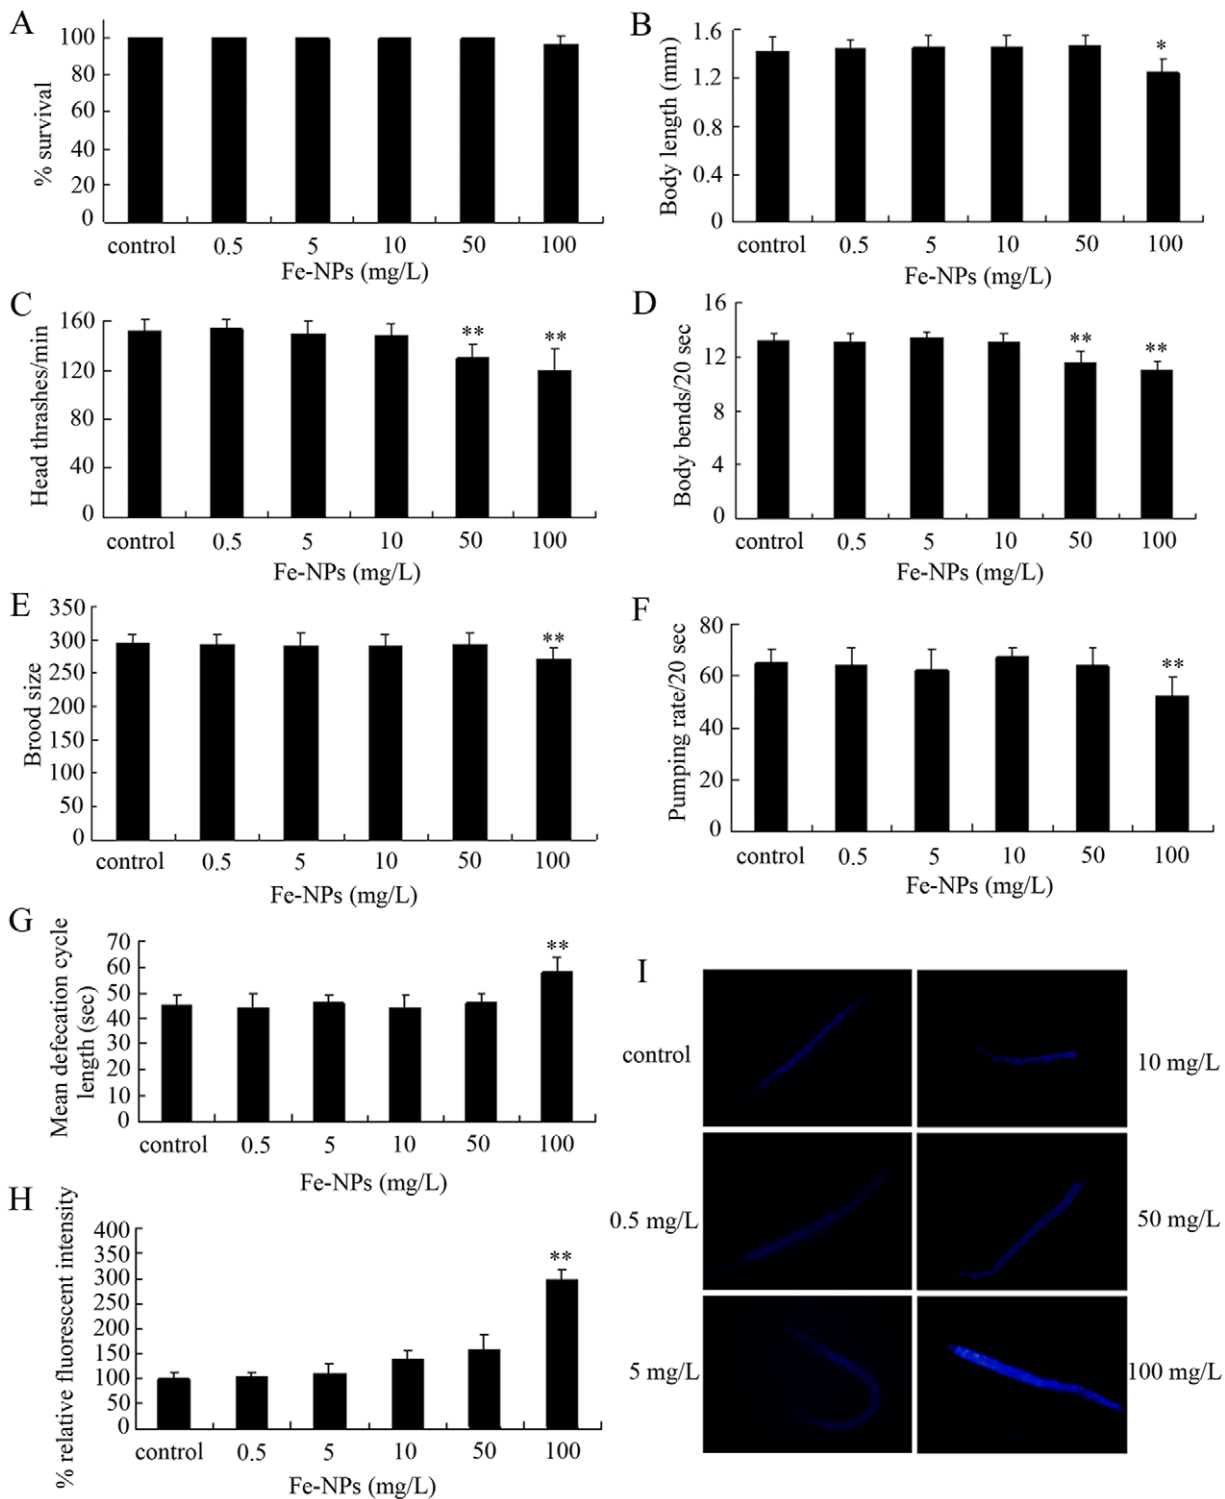 A
% survival
100
80
60
40
20
0
control 0.5 5 10 50 100
Fe-NPs (mg/L)
B
Body length (mm)
1.6
1.2
0.8
0.4
0
*
control 0.5 5 10 50 100
Fe-NPs (mg/L)
C
Head thrashes/min
160
120
80
40
0
** **
control 0.5 5 10 50 100
Fe-NPs (mg/L)
D
Body bends/20 sec
16
12
8
4
0
** **
control 0.5 5 10 50 100
Fe-NPs (mg/L)
E
Brood size
350
300
250
200
150
100
50
0
**
control 0.5 5 10 50 100
Fe-NPs (mg/L)
F
Pumping rate/20 sec
80
60
40
20
0
**
control 0.5 5 10 50 100
Fe-NPs (mg/L)
G
Mean defecation cycle
length (sec)
70
60
50
40
30
20
10
0
**
control 0.5 5 10 50 100
Fe-NPs (mg/L)
H
% relative fluorescent intensity
400
350
300
250
200
150
100
50
0
**
control 0.5 5 10 50 100
Fe-NPs (mg/L)
I
control
10 mg/L
0.5 mg/L
50 mg/L
5 mg/L
100 mg/L